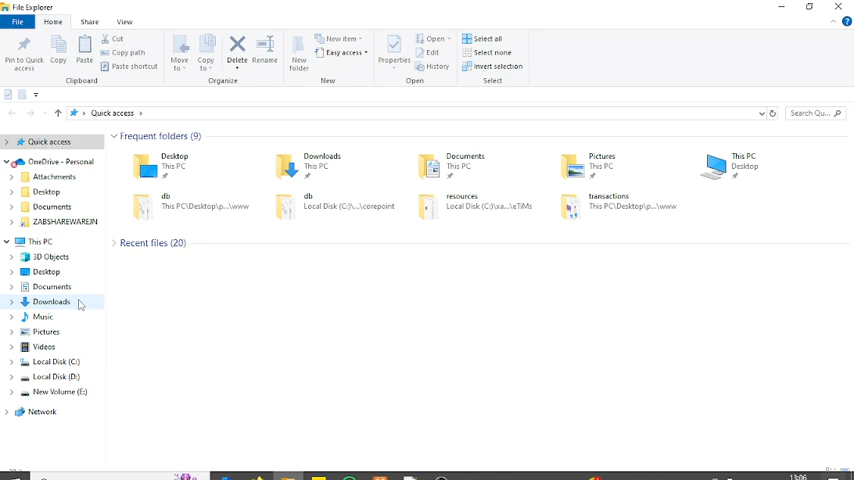 File Explorer
File Home Share View
Pin to Quick access
Copy
Paste
Cut
Copy path
Paste shortcut
Move to
Copy to
Delete
Rename
New folder
New item
Easy access
Properties
Open
Edit
History
Select all
Select none
Invert selection
Clipboard Organize New Open Select
Quick access
Search Qu...
Quick access
OneDrive - Personal
Attachments
Desktop
Documents
ZABSHAREWAREJN
This PC
3D Objects
Desktop
Documents
Downloads
Music
Pictures
Videos
Local Disk (C:)
Local Disk (D:)
New Volume (E:)
Network
Frequent folders (9)
Desktop
This PC
Downloads
This PC
Documents
This PC
Pictures
This PC
This PC
Desktop
db
This PC\Desktop\p...\www
db
Local Disk (C:)\...\corepoint
resources
Local Disk (C:)\xa...\eTiMs
transactions
This PC\Desktop\p...\www
Recent files (20)
13:06